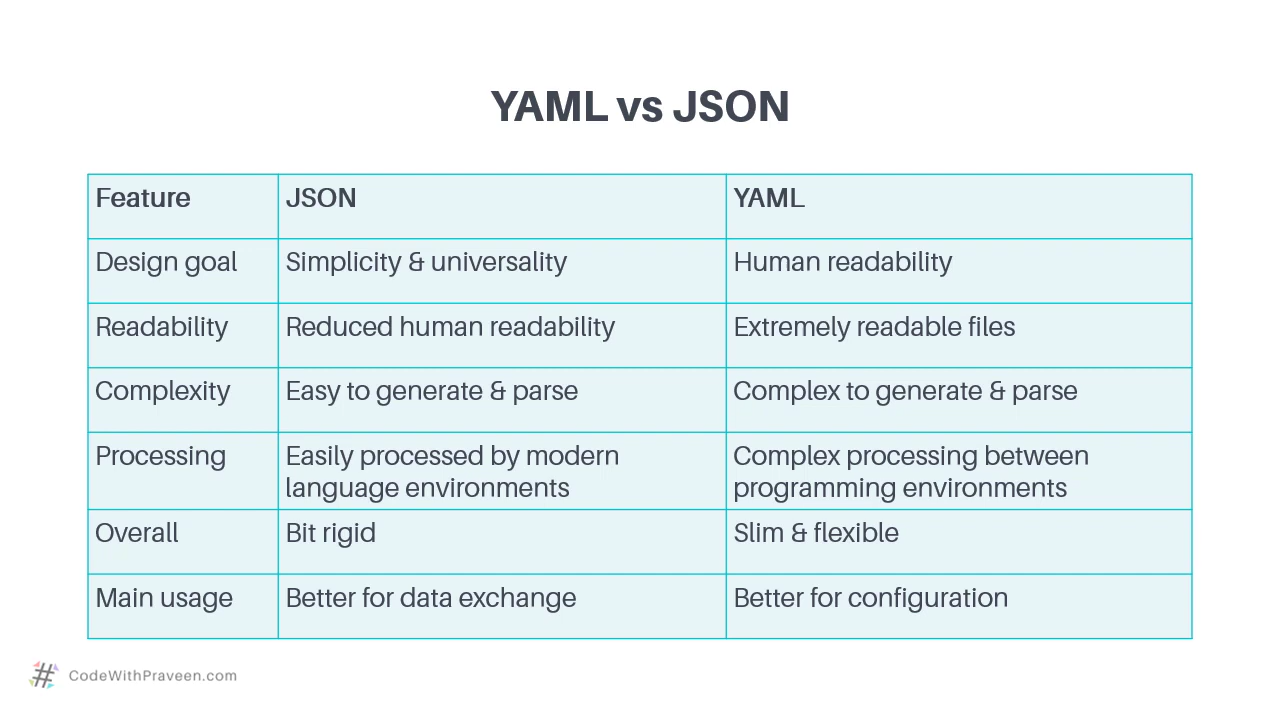 YAML vs JSON
Feature JSON YAML
Design goal Simplicity & universality Human readability
Readability Reduced human readability Extremely readable files
Complexity Easy to generate & parse Complex to generate & parse
Processing Easily processed by modern Complex processing between
language environments programming environments
Overall Bit rigid Slim & flexible
Main usage Better for data exchange Better for configuration
# CodeWithPraveen.com